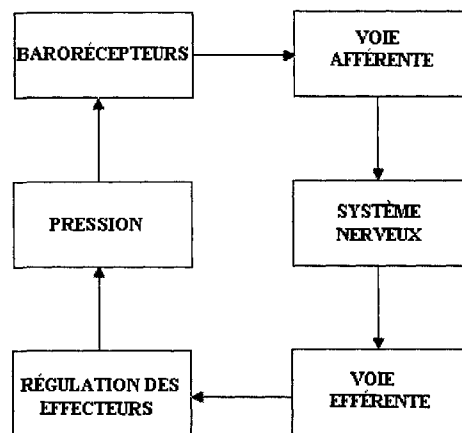 BARORÉCEPTEURS
VOIE
AFFÉRENTE
PRESSION
SYSTÈME
NERVEUX
RÉGULATION DES
EFFECTEURS
VOIE
EFFÉRENTE